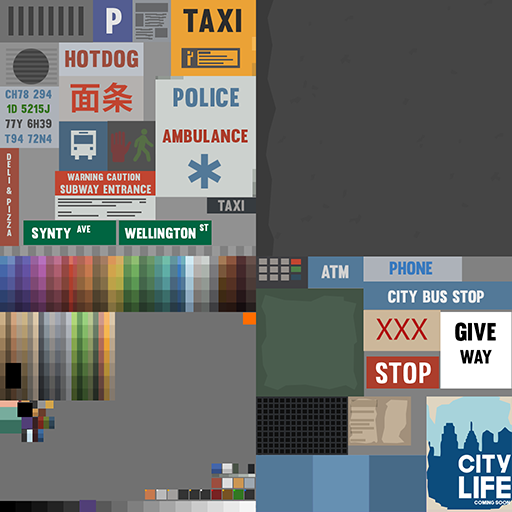 P
TAXI
HOTDOG
CH78 294
1D 5215J
77Y 6H39
T94 72N4
面条
POLICE
AMBULANCE
DELI & PIZZA
WARNING CAUTION
SUBWAY ENTRANCE
TAXI
SYNTY AVE
WELLINGTON ST
ATM
PHONE
CITY BUS STOP
XXX
GIVE
WAY
STOP
CITY
LIFE
COMING SOON